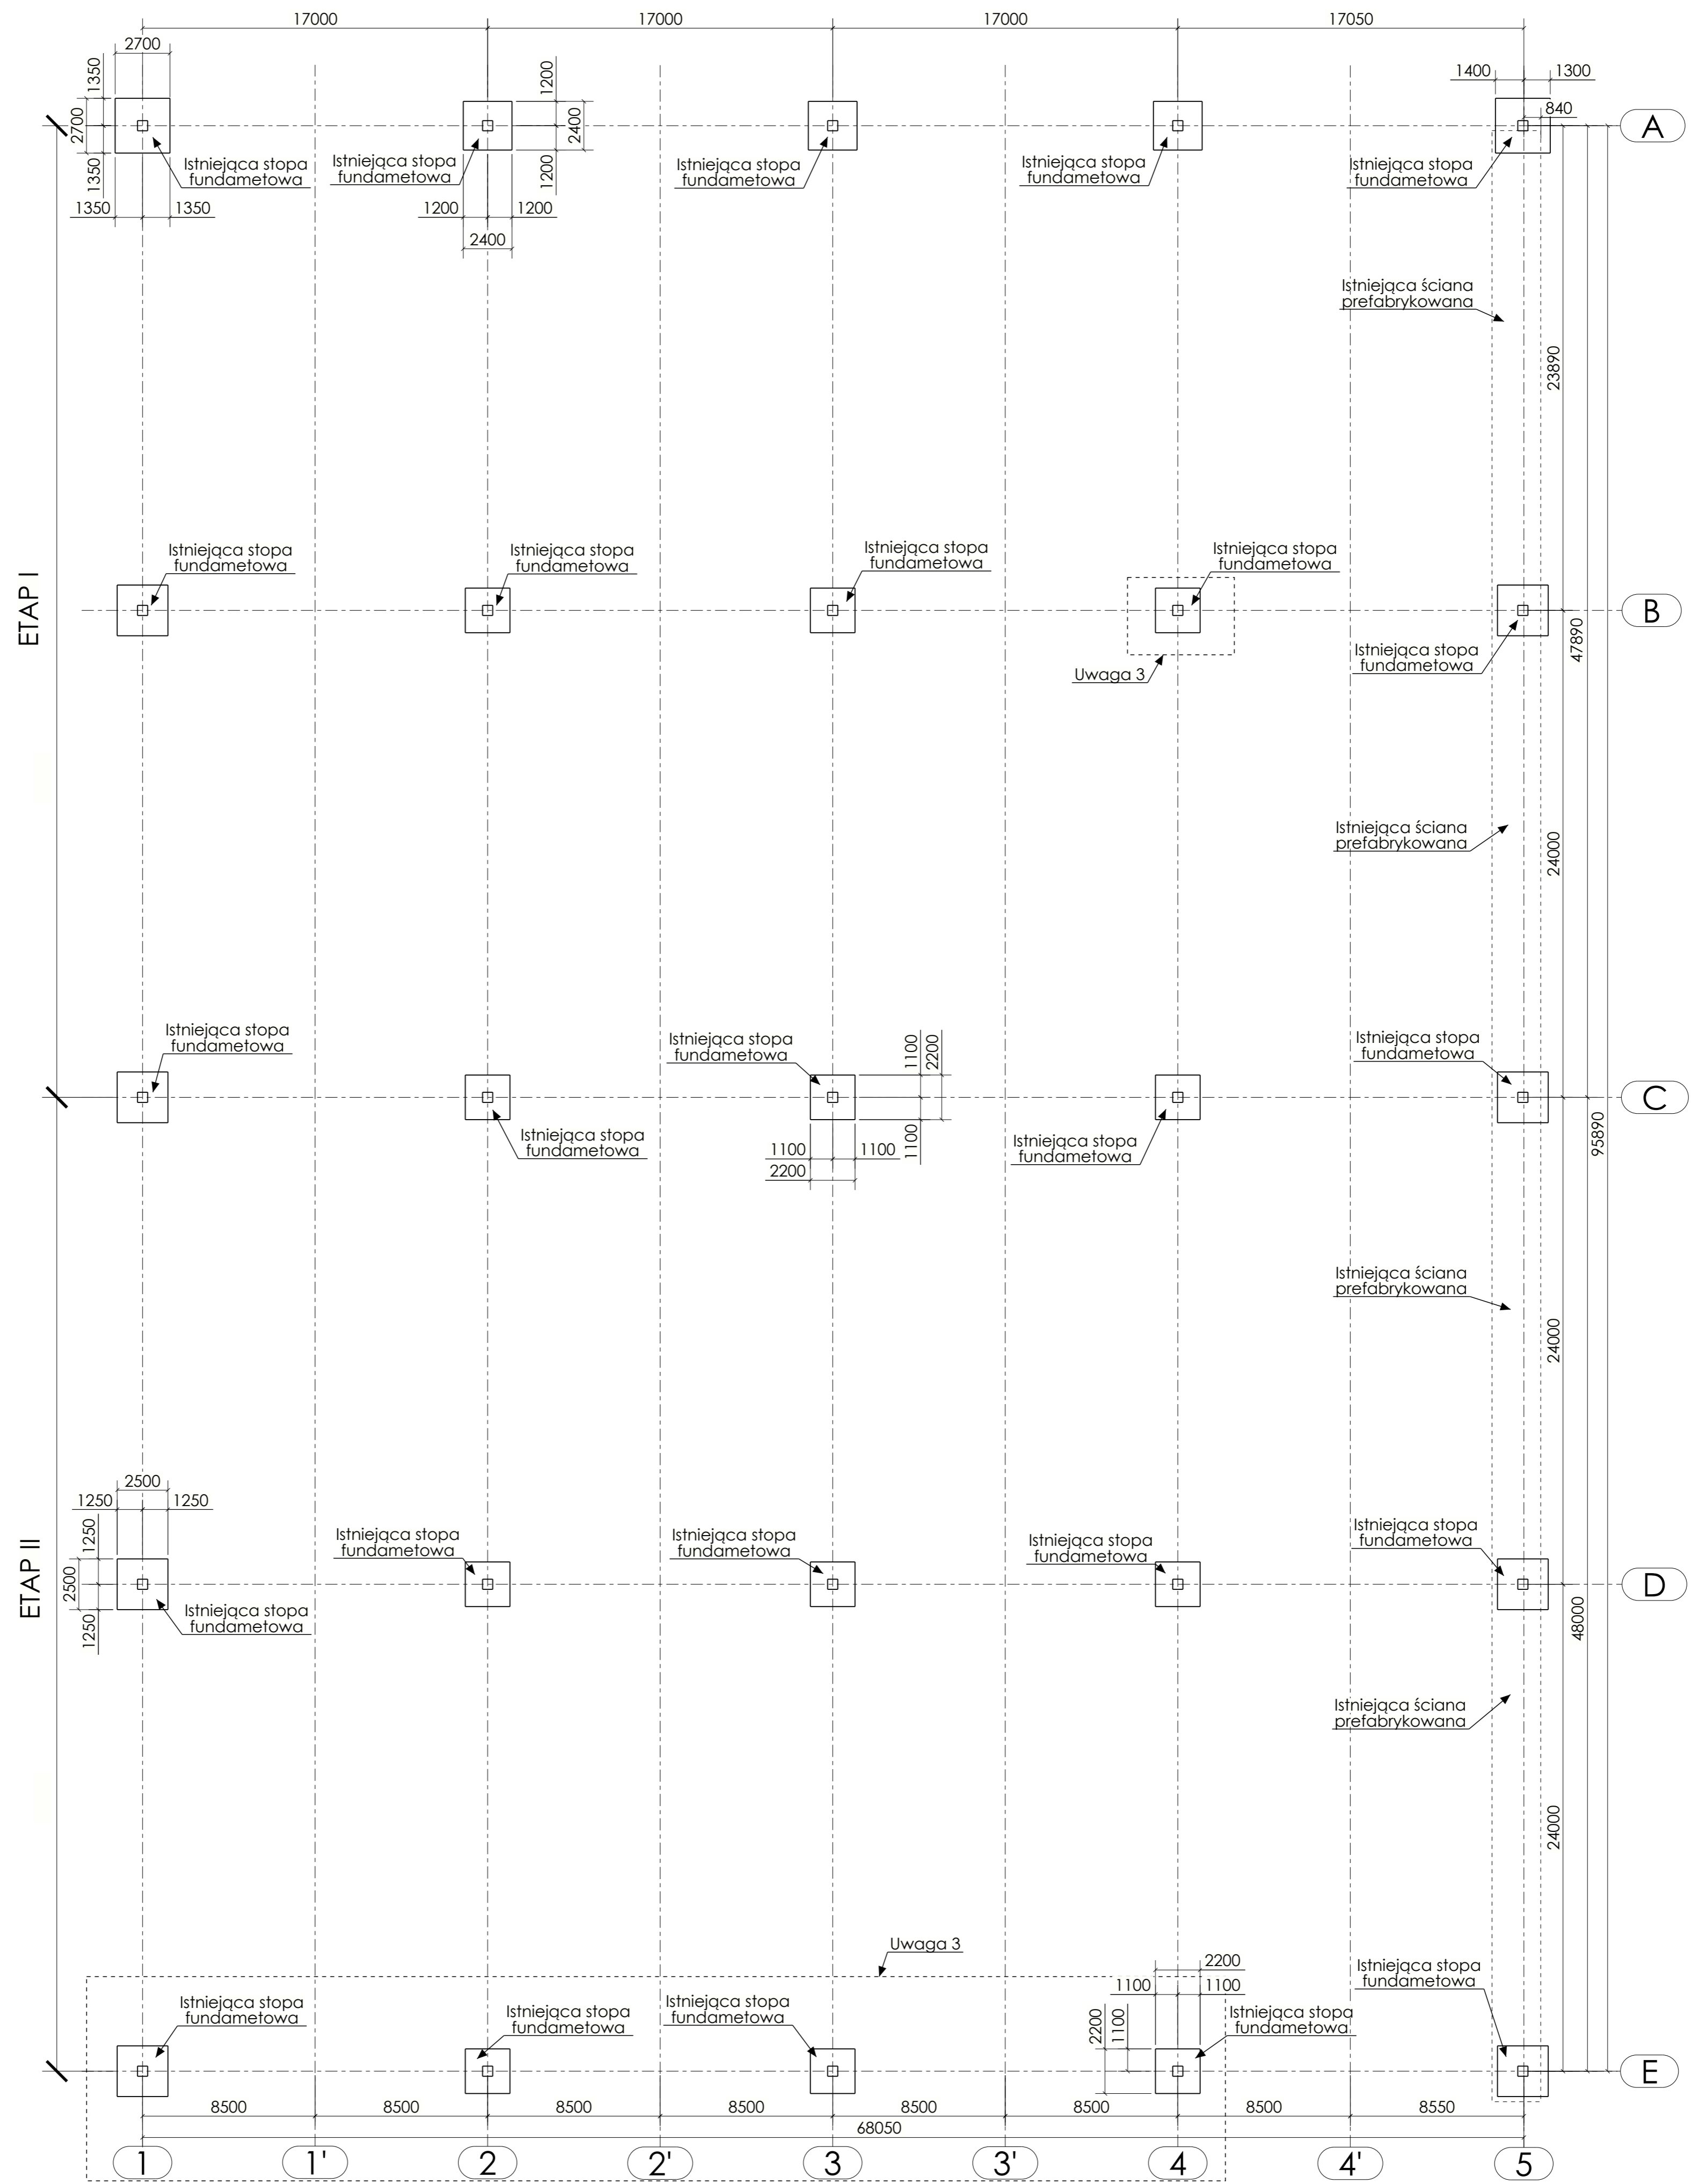 17000
17000
17000
17050
2700
1350
2700
1350
1350
1350
Istniejąca stopa
fundametowa
Istniejąca stopa
fundametowa
1200
2400
1200
1200
1200
2400
Istniejąca stopa
fundametowa
Istniejąca stopa
fundametowa
1400
1300
840
Istniejąca stopa
fundametowa
A
Istniejąca ściana
prefabrykowana
23890
ETAP I
Istniejąca stopa
fundametowa
Istniejąca stopa
fundametowa
Istniejąca stopa
fundametowa
Istniejąca stopa
fundametowa
Uwaga 3
Istniejąca stopa
fundametowa
B
47890
Istniejąca ściana
prefabrykowana
24000
Istniejąca stopa
fundametowa
Istniejąca stopa
fundametowa
Istniejąca stopa
fundametowa
1100
2200
1100
1100
1100
2200
Istniejąca stopa
fundametowa
Istniejąca stopa
fundametowa
C
95890
Istniejąca ściana
prefabrykowana
24000
ETAP II
2500
1250
1250
1250
2500
1250
Istniejąca stopa
fundametowa
Istniejąca stopa
fundametowa
Istniejąca stopa
fundametowa
Istniejąca stopa
fundametowa
Istniejąca stopa
fundametowa
D
48000
Istniejąca ściana
prefabrykowana
24000
Uwaga 3
Istniejąca stopa
fundametowa
Istniejąca stopa
fundametowa
Istniejąca stopa
fundametowa
2200
1100
1100
2200
1100
Istniejąca stopa
fundametowa
Istniejąca stopa
fundametowa
E
8500
8500
8500
8500
8500
8500
8500
8550
68050
1
1'
2
2'
3
3'
4
4'
5